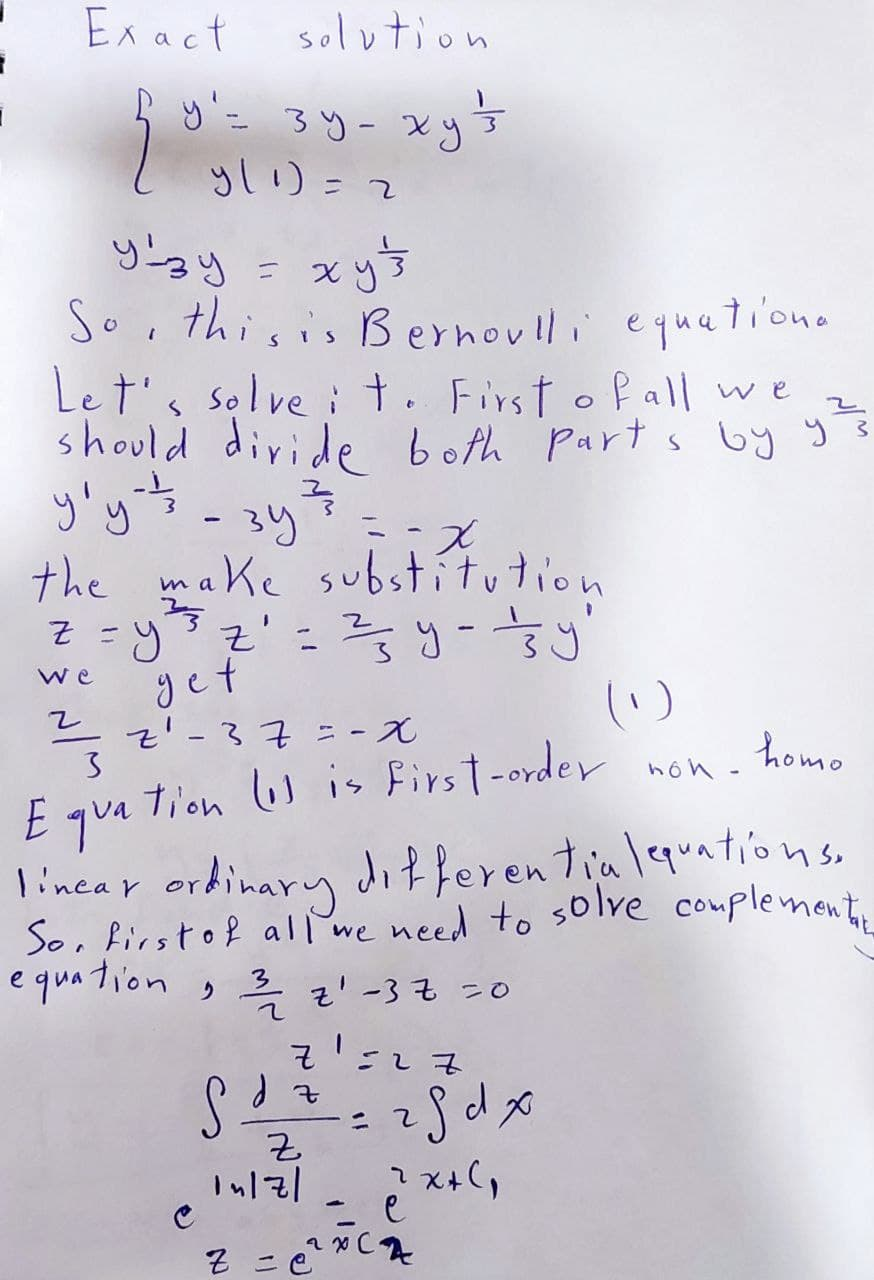 Exact solution
{ y' = 3y - xy^{1/3}
y(1) = 2
y' - 3y = xy^{1/3}
So, this is Bernoulli equation.
Let's solve it. First of all we
should divide both parts by y^{2/3}
y'y^{-1/3} - 3y^{2/3} = -x
the make substitution
z = y^{2/3} z' = 2/3 y - 1/3 y'
we get
2/3 z' - 3z = -x (1)
Equation (1) is first-order non-homo
linear ordinary differential equations.
So, first of all we need to solve complementary
equation, 3/2 z' - 3z = 0
z' = 2z
∫ dz/z = 2∫dx
e^{ln|z|} = e^{2x+C_1}
z = e^{2x}C_2